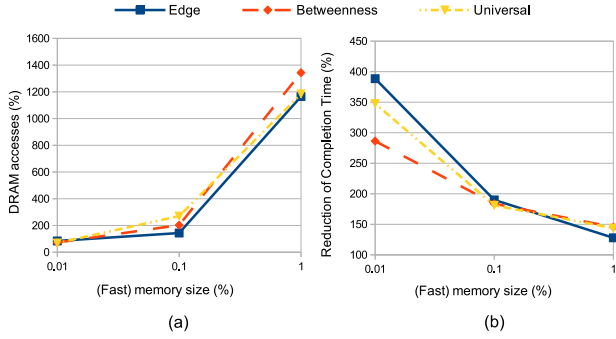 Edge Betweenness Universal
DRAM accesses (%)
1600
1400
1200
1000
800
600
400
200
0
0.01 0.1 1
(Fast) memory size (%)
(a)
Reduction of Completion Time (%)
450
400
350
300
250
200
150
100
0.01 0.1 1
(Fast) memory size (%)
(b)